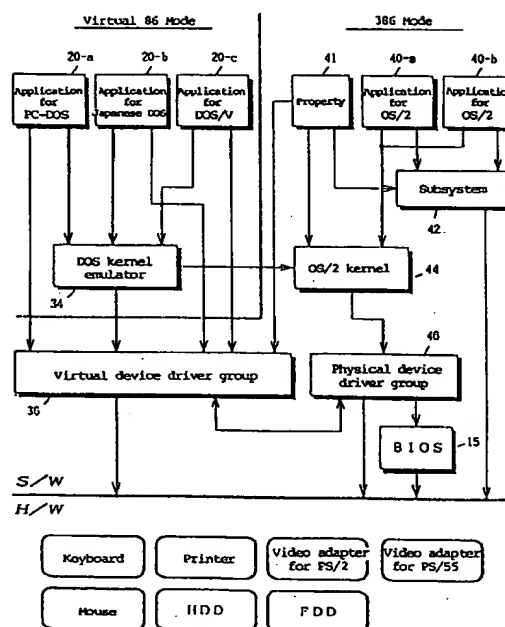 Virtual 86 Mode
386 Mode
20-a
20-b
20-c
41
40-a
40-b
Application
for
PC-DOS
Application
for
Japanese DOS
Application
for
DOS/V
Property
Application
for
OS/2
Application
for
OS/2
Subsystem
42
DOS kernel
emulator
34
OS/2 kernel
44
46
Virtual device driver group
36
Physical device
driver group
BIOS
15
S/W
H/W
Keyboard
Printer
Video adapter
for PS/2
Video adapter
for PS/55
Mouse
HDD
FDD